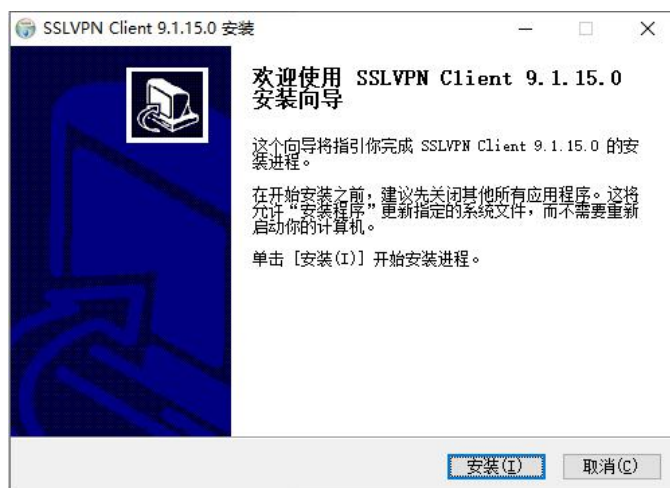 SSLVPN Client 9.1.15.0 安装
欢迎使用 SSLVPN Client 9.1.15.0
安装向导
这个向导将指引你完成 SSLVPN Client 9.1.15.0 的安
装进程。
在开始安装之前，建议先关闭其他所有应用程序。这将
允许“安装程序”更新指定的系统文件，而不需要重新
启动你的计算机。
单击 [安装(I)] 开始安装进程。
安装(I) 取消(C)